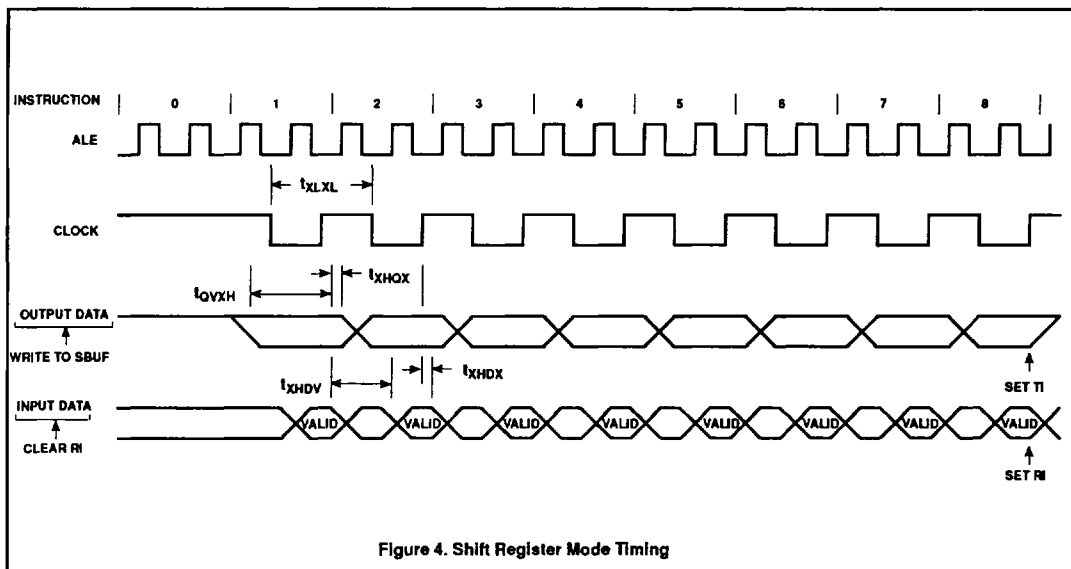 INSTRUCTION 0 1 2 3 4 5 6 7 8
ALE
tXLXL
CLOCK
tQVXH tXHQX
OUTPUT DATA
WRITE TO SBUF
tXHDV tXHDX
SET TI
INPUT DATA
VALID VALID VALID VALID VALID VALID VALID VALID
CLEAR RI
SET RI
Figure 4. Shift Register Mode Timing